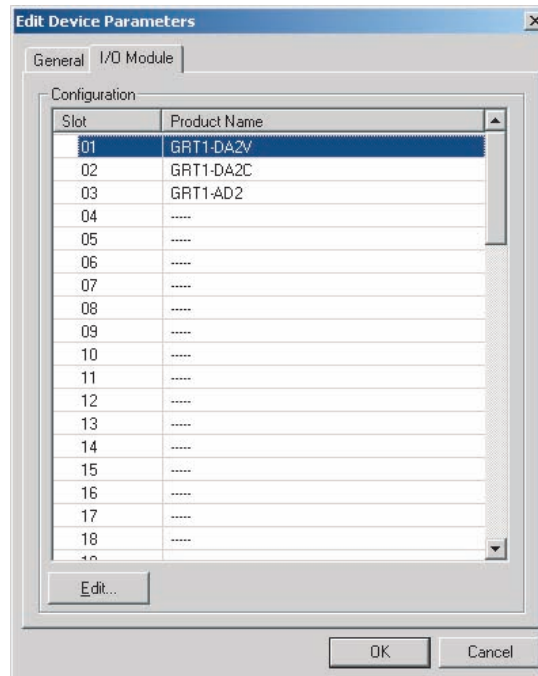 Edit Device Parameters
General I/O Module
Configuration
Slot Product Name
01 GRT1-DA2V
02 GRT1-DA2C
03 GRT1-AD2
04 -----
05 -----
06 -----
07 -----
08 -----
09 -----
10 -----
11 -----
12 -----
13 -----
14 -----
15 -----
16 -----
17 -----
18 -----
Edit...
OK Cancel